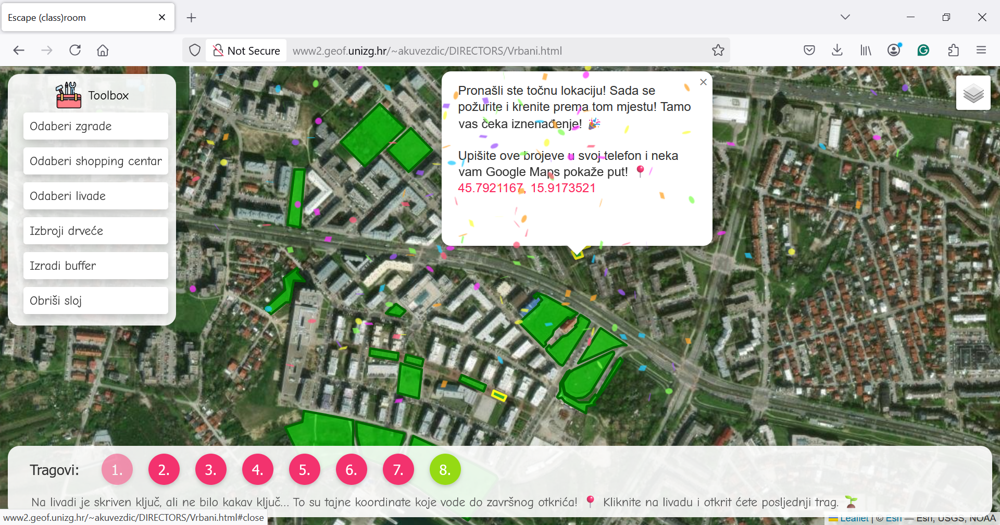 Escape (class)room
Not Secure
www2.geof.unizg.hr/~akuvezdic/DIRECTORS/Vrbani.html
Toolbox
Odaberi zgrade
Odaberi shopping centar
Odaberi livade
Izbroji drveće
Izradi buffer
Obriši sloj
Pronašli ste točnu lokaciju! Sada se
požurite i krenite prema tom mjestu! Tamo
vas čeka iznenađenje! 🎉
Upišite ove brojeve u svoj telefon i neka
vam Google Maps pokaže put! 📍
45.7921167, 15.9173521
Tragovi: 1. 2. 3. 4. 5. 6. 7. 8.
Na livadi je skriven ključ, ali ne bilo kakav ključ... To su tajne koordinate koje vode do završnog otkrića! 📍 Kliknite na livadu i otkrit ćete posljednji trag. 🌱
www2.geof.unizg.hr/~akuvezdic/DIRECTORS/Vrbani.html#close
Leaflet | © Esri — Esri, USGS, NOAA